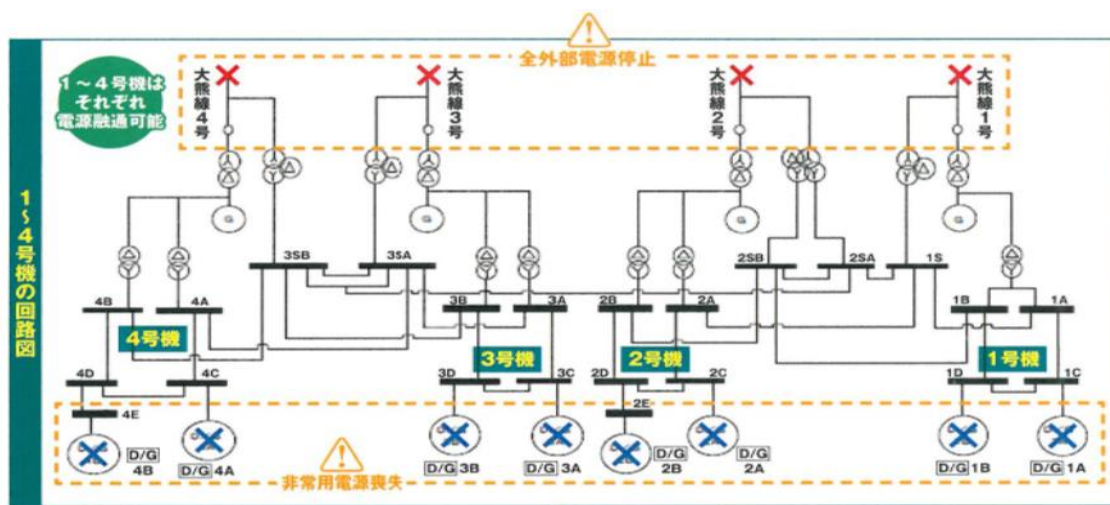 全外部電源停止
1～4号機は
それぞれ
電源融通可能
大熊線4号
大熊線3号
大熊線2号
大熊線1号
1～4号機の回路図
G
G
G
G
3SB
3SA
2SB
2SA
1S
4B
4A
3B
3A
2B
2A
1B
1A
4号機
3号機
2号機
1号機
4D
4C
3D
3C
2D
2C
1D
1C
4E
2E
D/G
4B
D/G 4A
D/G 3B
D/G 3A
D/G
2B
D/G
2A
D/G 1B
D/G 1A
非常用電源喪失